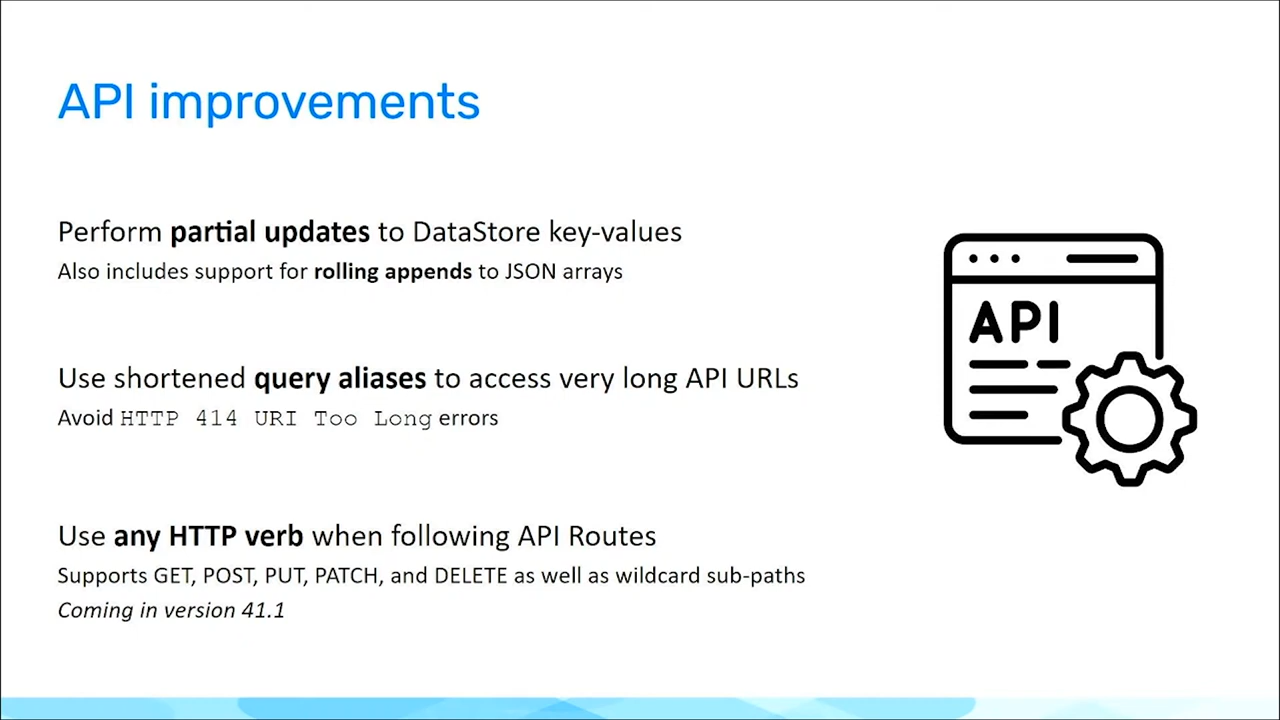 API improvements
Perform partial updates to DataStore key-values
Also includes support for rolling appends to JSON arrays
API
Use shortened query aliases to access very long API URLs
Avoid HTTP 414 URI Too Long errors
Use any HTTP verb when following API Routes
Supports GET, POST, PUT, PATCH, and DELETE as well as wildcard sub-paths
Coming in version 41.1